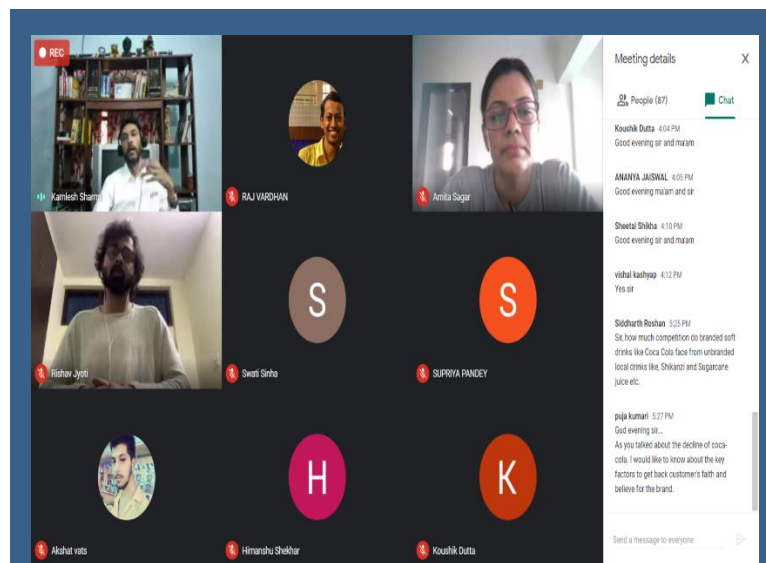 REC
Kamlesh Sharma
RAJ VARDHAN
Amita Sagar
Rishav Jyoti
S
Swati Sinha
S
SUPRIYA PANDEY
Akshat vats
H
Himanshu Shekhar
K
Koushik Dutta
Meeting details X
People (87) Chat
Koushik Dutta 4:04 PM
Good evening sir and ma'am
ANANYA JAISWAL 4:05 PM
Good evening ma'am and sir
Sheetal Shikha 4:10 PM
Good evening sir and ma'am
vishal kashyap 4:12 PM
Yes sir
Siddharth Roshan 5:25 PM
Sir, how much competition do branded soft
drinks like Coca Cola face from unbranded
local drinks like, Shikanzi and Sugarcane
juice etc.
puja kumari 5:27 PM
Gud evening sir...
As you talked about the decline of coca-
cola. I would like to know about the key
factors to get back customer's faith and
believe for the brand.
Send a message to everyone